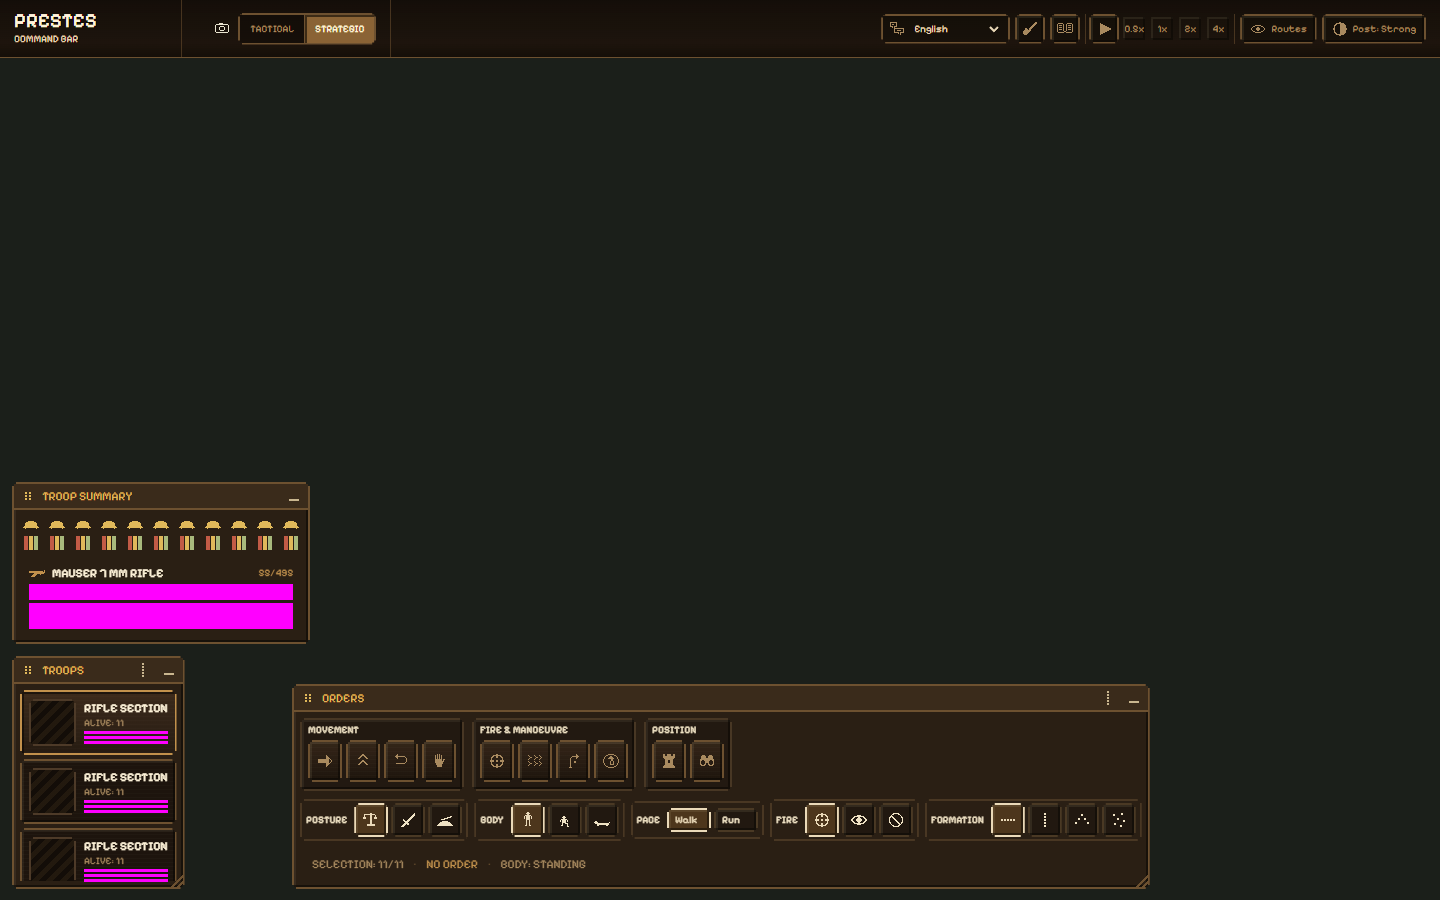 PRESTES
COMMAND BAR
TACTICAL
STRATEGIC
English
0.5x
1x
2x
4x
Routes
Post: Strong
TROOP SUMMARY
MAUSER 7 MM RIFLE
TROOPS
RIFLE SECTION
ALIVE: 11
RIFLE SECTION
ALIVE: 11
RIFLE SECTION
ALIVE: 11
ORDERS
MOVEMENT
FIRE & MANOEUVRE
POSITION
POSTURE
BODY
PACE
Walk
Run
FIRE
FORMATION
SELECTION: 11/11 · NO ORDER · BODY: STANDING